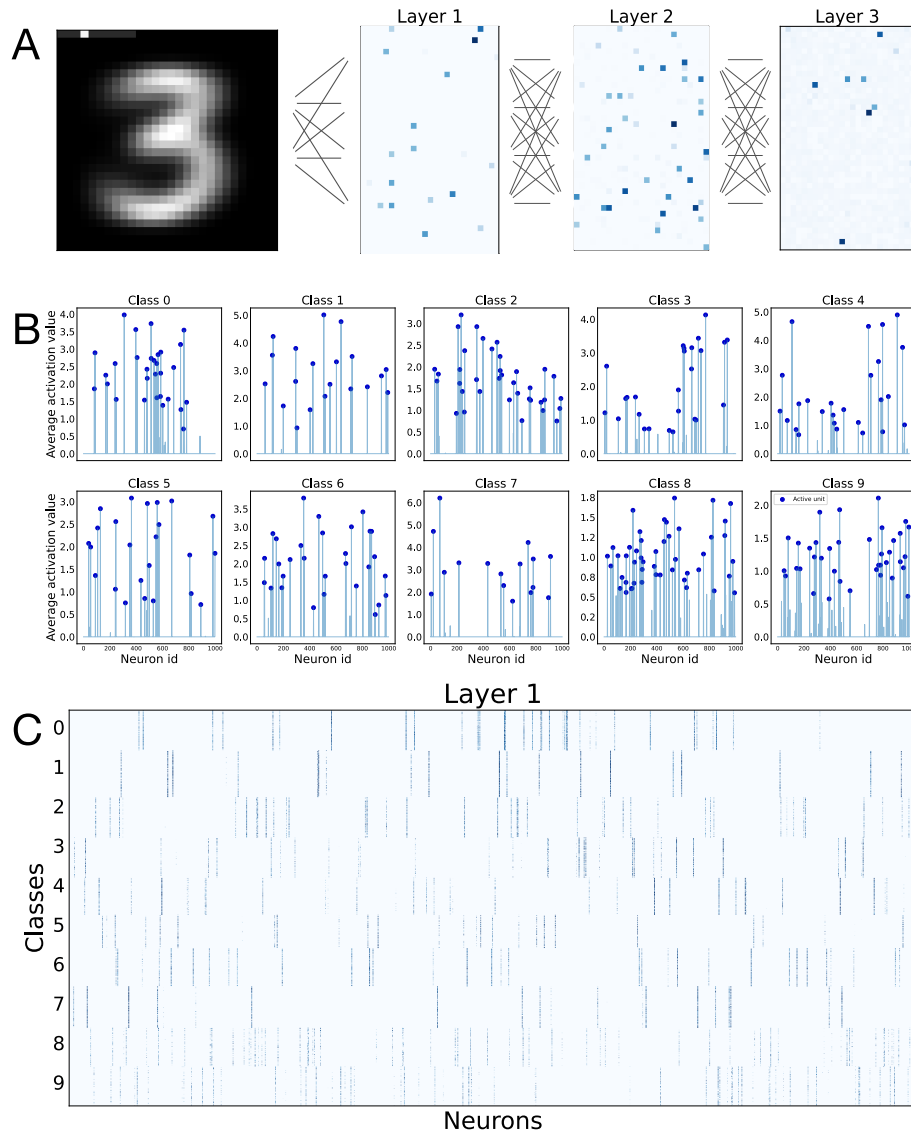 A
Layer 1
Layer 2
Layer 3
B
Average activation value
Class 0
4.0
3.5
3.0
2.5
2.0
1.5
1.0
0.5
0.0
Class 1
5.0
4.0
3.0
2.0
1.0
0.0
Class 2
3.0
2.5
2.0
1.5
1.0
0.5
0.0
Class 3
4.0
3.5
3.0
2.5
2.0
1.5
1.0
0.5
0.0
Class 4
5.0
4.0
3.0
2.0
1.0
0.0
Average activation value
Class 5
3.0
2.5
2.0
1.5
1.0
0.5
0.0
0 200 400 600 800 1000
Neuron id
Class 6
3.5
3.0
2.5
2.0
1.5
1.0
0.5
0.0
0 200 400 600 800 1000
Neuron id
Class 7
6.0
5.0
4.0
3.0
2.0
1.0
0.0
0 200 400 600 800 1000
Neuron id
Class 8
1.8
1.5
1.2
1.0
0.8
0.5
0.2
0.0
0 200 400 600 800 1000
Neuron id
Class 9
Active unit
2.0
1.5
1.0
0.5
0.0
0 200 400 600 800 1000
Neuron id
C
Layer 1
Classes
0
1
2
3
4
5
6
7
8
9
Neurons